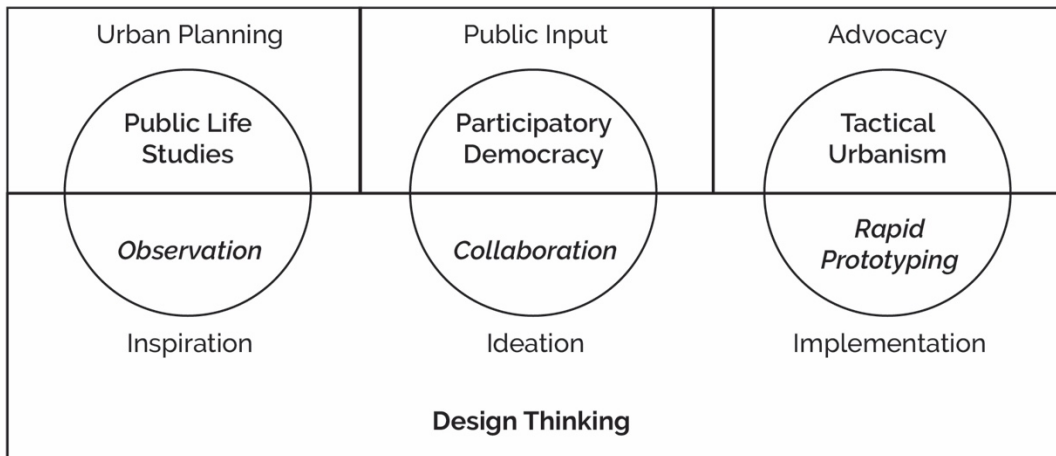 Urban Planning
Public Input
Advocacy
Public Life
Studies
Participatory
Democracy
Tactical
Urbanism
Observation
Collaboration
Rapid
Prototyping
Inspiration
Ideation
Implementation
Design Thinking